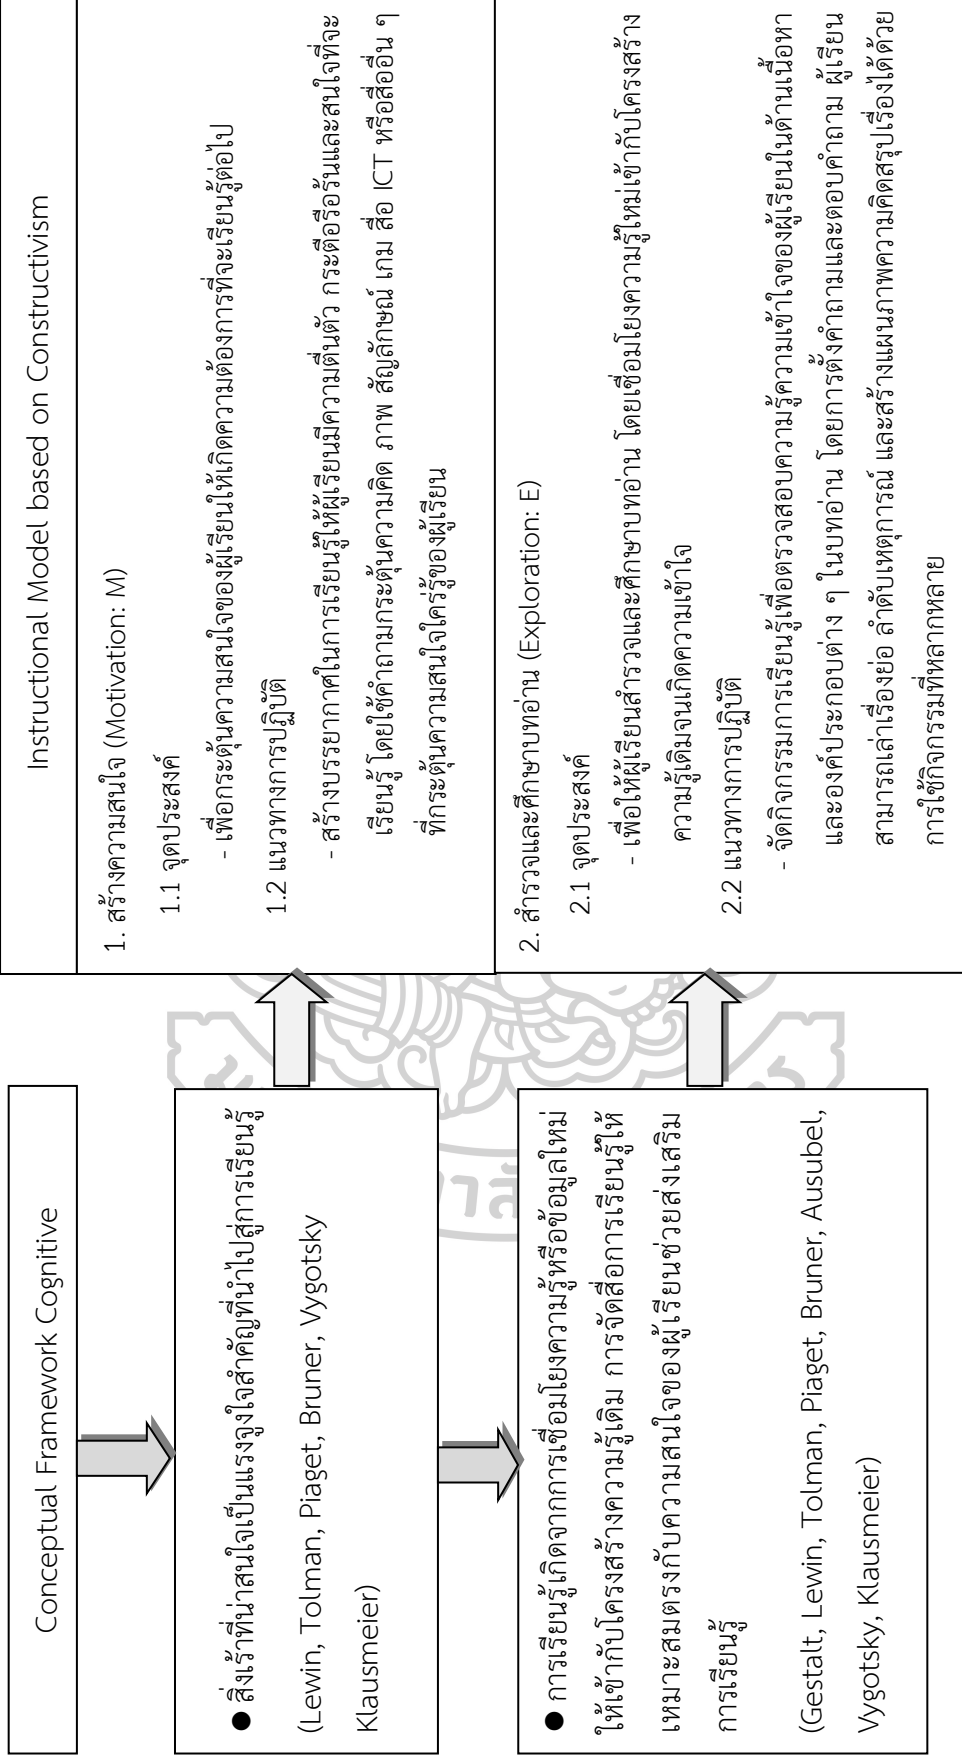 Conceptual Framework Cognitive
● สิ่งเร้าที่น่าสนใจเป็นแรงจูงใจสำคัญที่นำไปสู่การเรียนรู้
(Lewin, Tolman, Piaget, Bruner, Vygotsky
Klausmeier)
● การเรียนรู้เกิดจากการเชื่อมโยงความรู้หรือข้อมูลใหม่
ให้เข้ากับโครงสร้างความรู้เดิม การจัดสื่อการเรียนรู้ให้
เหมาะสมตรงกับความสนใจของผู้เรียนช่วยส่งเสริม
การเรียนรู้
(Gestalt, Lewin, Tolman, Piaget, Bruner, Ausubel,
Vygotsky, Klausmeier)
Instructional Model based on Constructivism
1. สร้างความสนใจ (Motivation: M)
1.1 จุดประสงค์
- เพื่อกระตุ้นความสนใจของผู้เรียนให้เกิดความต้องการที่จะเรียนรู้ต่อไป
1.2 แนวทางการปฏิบัติ
- สร้างบรรยากาศในการเรียนรู้ให้ผู้เรียนมีความตื่นตัว กระตือรือร้นและสนใจที่จะ
เรียนรู้ โดยใช้คำถามกระตุ้นความคิด ภาพ สัญลักษณ์ เกม สื่อ ICT หรือสื่ออื่น ๆ
ที่กระตุ้นความสนใจใคร่รู้ของผู้เรียน
2. สำรวจและศึกษาบทอ่าน (Exploration: E)
2.1 จุดประสงค์
- เพื่อให้ผู้เรียนสำรวจและศึกษาบทอ่าน โดยเชื่อมโยงความรู้ใหม่เข้ากับโครงสร้าง
ความรู้เดิมจนเกิดความเข้าใจ
2.2 แนวทางการปฏิบัติ
- จัดกิจกรรมการเรียนรู้เพื่อตรวจสอบความรู้ความเข้าใจของผู้เรียนในด้านเนื้อหา
และองค์ประกอบต่าง ๆ ในบทอ่าน โดยการตั้งคำถามและตอบคำถาม ผู้เรียน
สามารถเล่าเรื่องย่อ ลำดับเหตุการณ์ และสร้างแผนภาพความคิดสรุปเรื่องได้ด้วย
การใช้กิจกรรมที่หลากหลาย